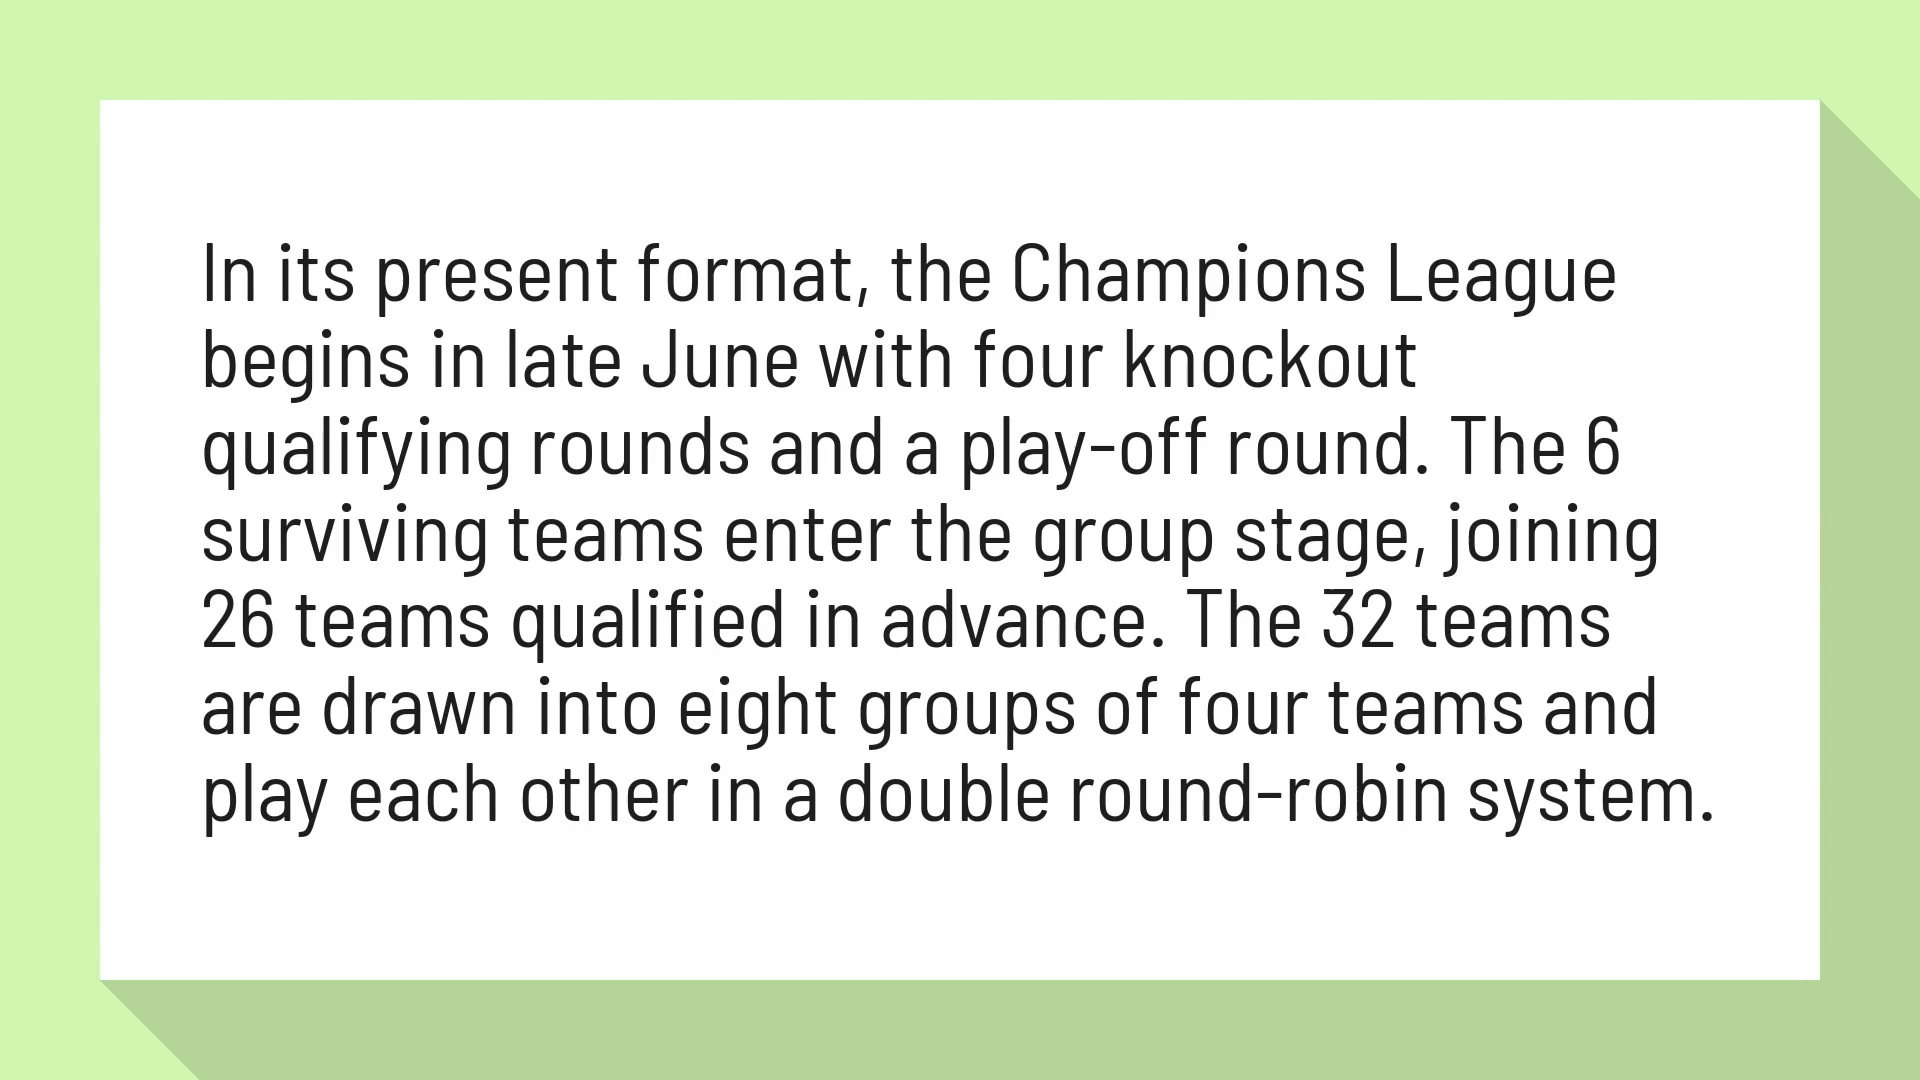 In its present format, the Champions League
begins in late June with four knockout
qualifying rounds and a play-off round. The 6
surviving teams enter the group stage, joining
26 teams qualified in advance. The 32 teams
are drawn into eight groups of four teams and
play each other in a double round-robin system.